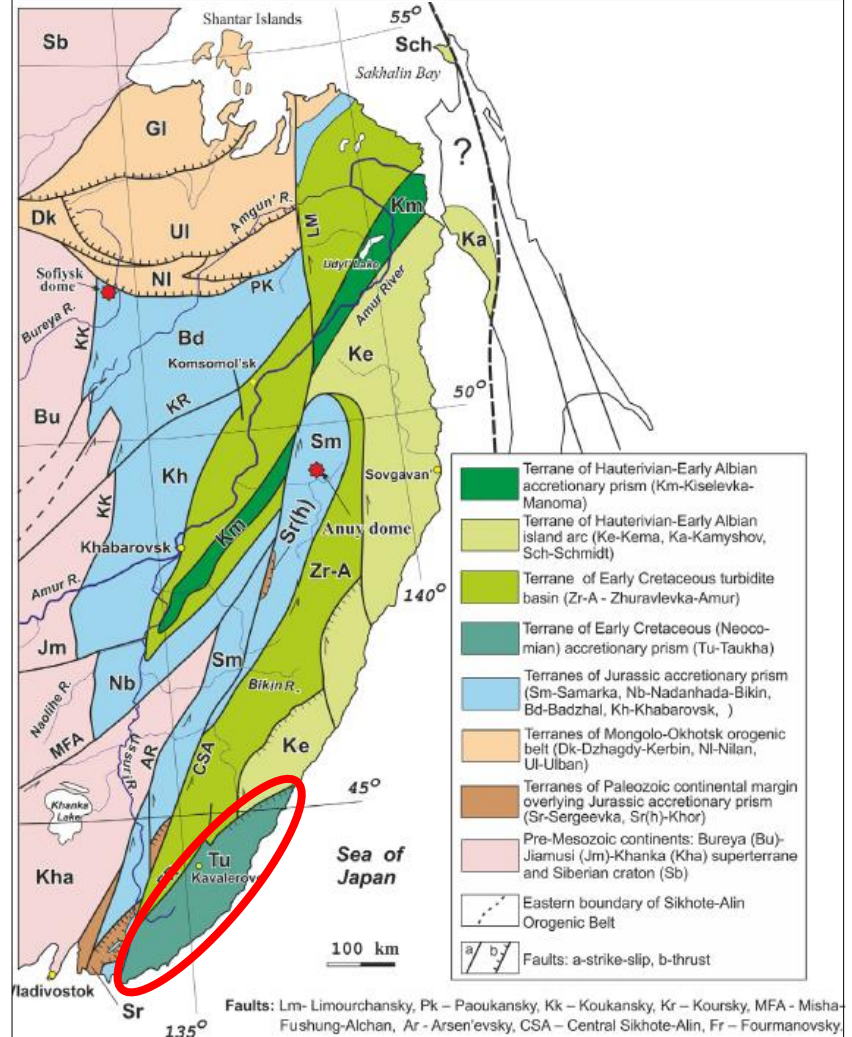 Shantar Islands
55°
Sb
Sch
Sakhalin Bay
Gl
?
Dk
Ul
Amgun' R.
LM
Km
Ka
Udyl' Lake
Nl
Sofiysk
dome
PK
Amur River
Bureya R.
KK
Bd
Ke
Komsomol'sk
50°
KR
Bu
Sm
Kh
Sovgavan'
KK
Anuy dome
Sr(h)
Km
Khabarovsk
Zr-A
Amur R.
140°
Jm
Nb
Sm
Bikin R.
Naolihe R.
MFA
Ussuri R.
AR
CSA
Ke
45°
Khanka
Lake
Tu
Kavalerovo
Sea of
Japan
Kha
100 km
Vladivostok
Sr
135°
Terrane of Hauterivian-Early Albian
accretionary prism (Km-Kiselevka-
Manoma)
Terrane of Hauterivian-Early Albian
island arc (Ke-Kema, Ka-Kamyshov,
Sch-Schmidt)
Terrane of Early Cretaceous turbidite
basin (Zr-A - Zhuravlevka-Amur)
Terrane of Early Cretaceous (Neoco-
mian) accretionary prism (Tu-Taukha)
Terranes of Jurassic accretionary prism
(Sm-Samarka, Nb-Nadanhada-Bikin,
Bd-Badzhal, Kh-Khabarovsk, )
Terranes of Mongolo-Okhotsk orogenic
belt (Dk-Dzhagdy-Kerbin, Nl-Nilan,
Ul-Ulban)
Terranes of Paleozoic continental margin
overlying Jurassic accretionary prism
(Sr-Sergeevka, Sr(h)-Khor)
Pre-Mesozoic continents: Bureya (Bu)-
Jiamusi (Jm)-Khanka (Kha) superterrane
and Siberian craton (Sb)
Eastern boundary of Sikhote-Alin
Orogenic Belt
a b
Faults: a-strike-slip, b-thrust
Faults: Lm- Limourchansky, Pk – Paoukansky, Kk – Koukansky, Kr – Koursky, MFA - Misha-
Fushung-Alchan, Ar - Arsen'evsky, CSA – Central Sikhote-Alin, Fr – Fourmanovsky.